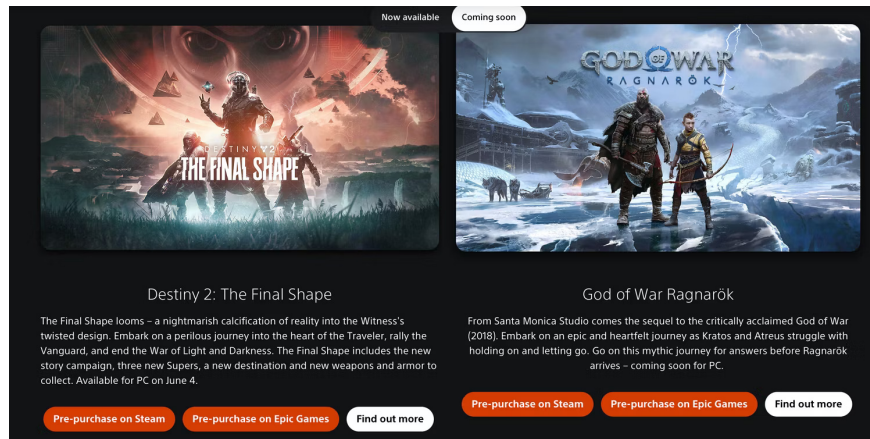 Now available
Coming soon
DESTINY 2
THE FINAL SHAPE
GOD OF WAR
RAGNARÖK
Destiny 2: The Final Shape
The Final Shape looms – a nightmarish calcification of reality into the Witness's
twisted design. Embark on a perilous journey into the heart of the Traveler, rally the
Vanguard, and end the War of Light and Darkness. The Final Shape includes the new
story campaign, three new Supers, a new destination and new weapons and armor to
collect. Available for PC on June 4.
Pre-purchase on Steam
Pre-purchase on Epic Games
Find out more
God of War Ragnarök
From Santa Monica Studio comes the sequel to the critically acclaimed God of War
(2018). Embark on an epic and heartfelt journey as Kratos and Atreus struggle with
holding on and letting go. Go on this mythic journey for answers before Ragnarök
arrives – coming soon for PC.
Pre-purchase on Steam
Pre-purchase on Epic Games
Find out more